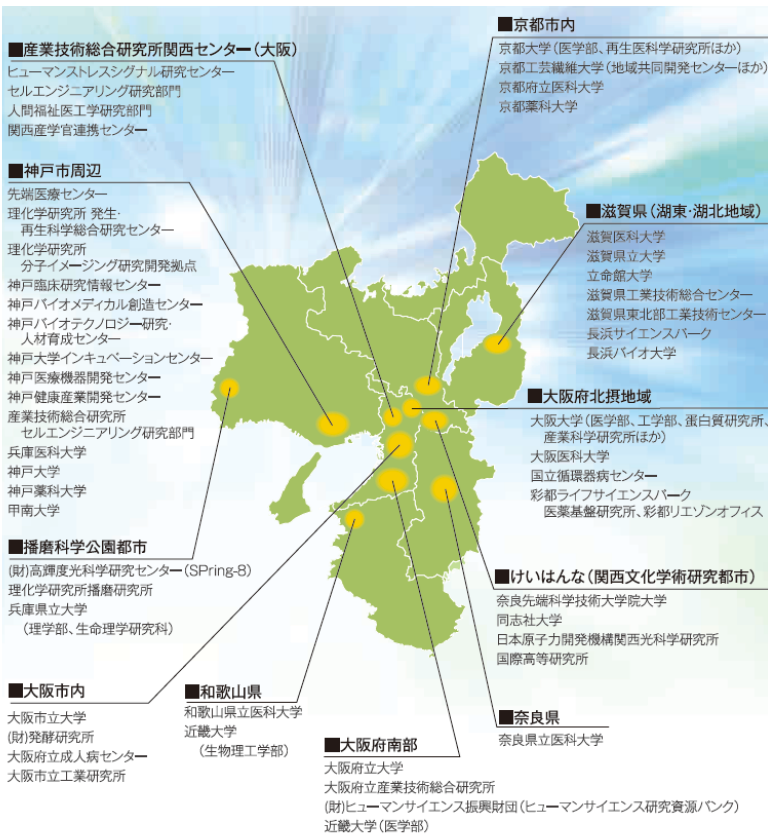 ■産業技術総合研究所関西センター(大阪)
ヒューマンストレスシグナル研究センター
セルエンジニアリング研究部門
人間福祉医工学研究部門
関西産学官連携センター
■神戸市周辺
先端医療センター
理化学研究所 発生・
再生科学総合研究センター
理化学研究所
分子イメージング研究開発拠点
神戸臨床研究情報センター
神戸バイオメディカル創造センター
神戸バイオテクノロジー研究・
人材育成センター
神戸大学インキュベーションセンター
神戸医療機器開発センター
神戸健康産業開発センター
産業技術総合研究所
セルエンジニアリング研究部門
兵庫医科大学
神戸大学
神戸薬科大学
甲南大学
■播磨科学公園都市
(財)高輝度光科学研究センター(SPring-8)
理化学研究所播磨研究所
兵庫県立大学
(理学部、生命理学研究科)
■大阪市内
大阪市立大学
(財)発酵研究所
大阪府立成人病センター
大阪市立工業研究所
■和歌山県
和歌山県立医科大学
近畿大学
(生物理工学部)
■大阪府南部
大阪府立大学
大阪府立産業技術総合研究所
(財)ヒューマンサイエンス振興財団(ヒューマンサイエンス研究資源バンク)
近畿大学(医学部)
■京都市内
京都大学(医学部、再生医科学研究所ほか)
京都工芸繊維大学(地域共同開発センターほか)
京都府立医科大学
京都薬科大学
■滋賀県(湖東・湖北地域)
滋賀医科大学
滋賀県立大学
立命館大学
滋賀県工業技術総合センター
滋賀県東北部工業技術センター
長浜サイエンスパーク
長浜バイオ大学
■大阪府北摂地域
大阪大学(医学部、工学部、蛋白質研究所、
産業科学研究所ほか)
大阪医科大学
国立循環器病センター
彩都ライフサイエンスパーク
医薬基盤研究所、彩都リエゾンオフィス
■けいはんな(関西文化学術研究都市)
奈良先端科学技術大学院大学
同志社大学
日本原子力開発機構関西光科学研究所
国際高等研究所
■奈良県
奈良県立医科大学